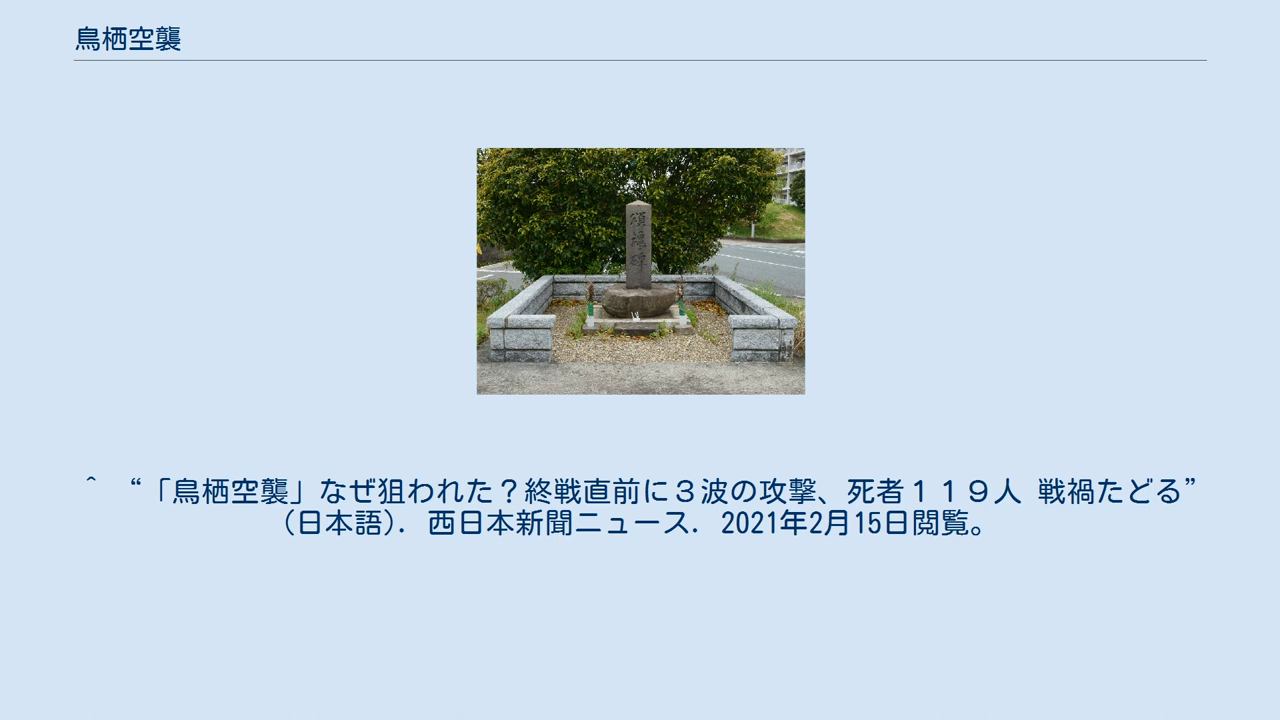 鳥栖空襲
頌魂碑
^ “「鳥栖空襲」なぜ狙われた？終戦直前に３波の攻撃、死者１１９人 戦禍たどる”
(日本語). 西日本新聞ニュース. 2021年2月15日閲覧。